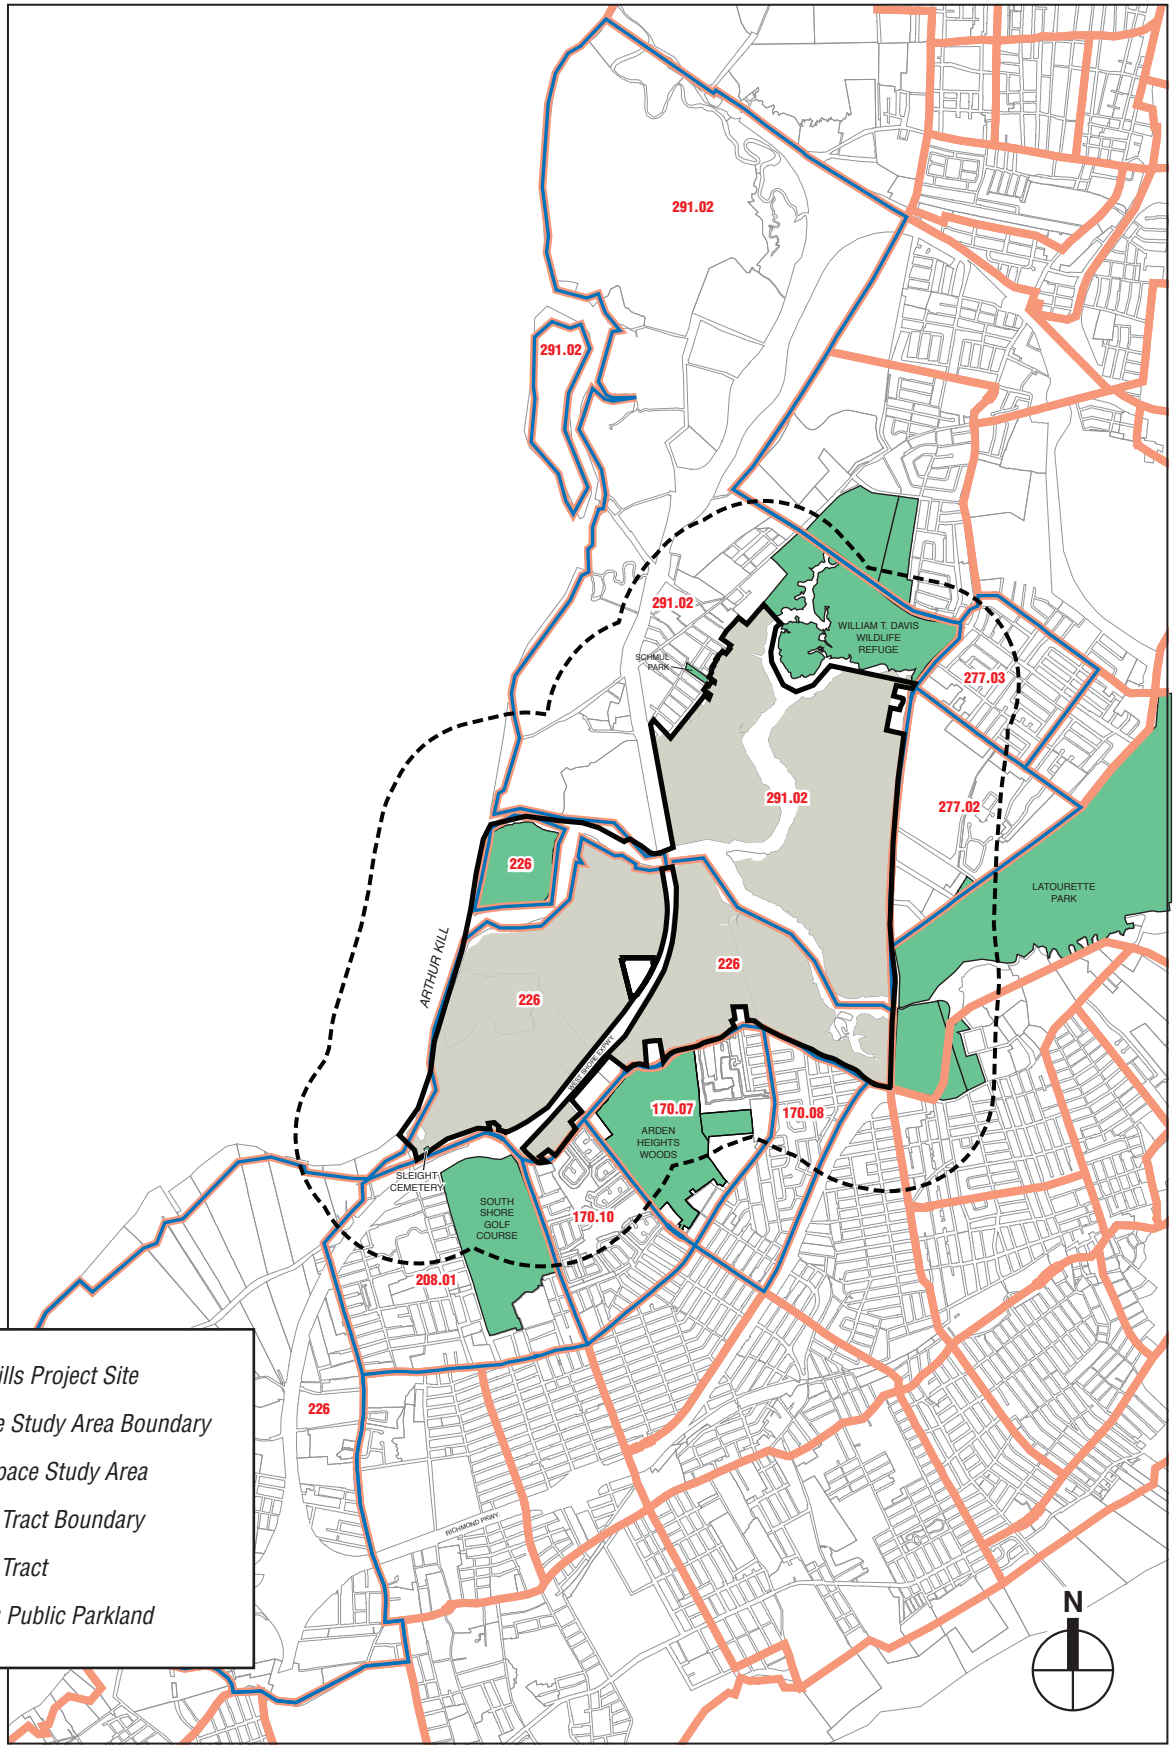 291.02
291.02
291.02
WILLIAM T. DAVIS
WILDLIFE
REFUGE
SCHMUL
PARK
277.03
291.02
277.02
226
LATOURETTE
PARK
ARTHUR KILL
226
226
WEST SHORE EXPWY.
170.07
170.08
ARDEN
HEIGHTS
WOODS
SLEIGHT
CEMETERY
SOUTH
SHORE
GOLF
COURSE
170.10
208.01
ills Project Site
226
e Study Area Boundary
pace Study Area
Tract Boundary
RICHMOND PKWY.
Tract
Public Parkland
N